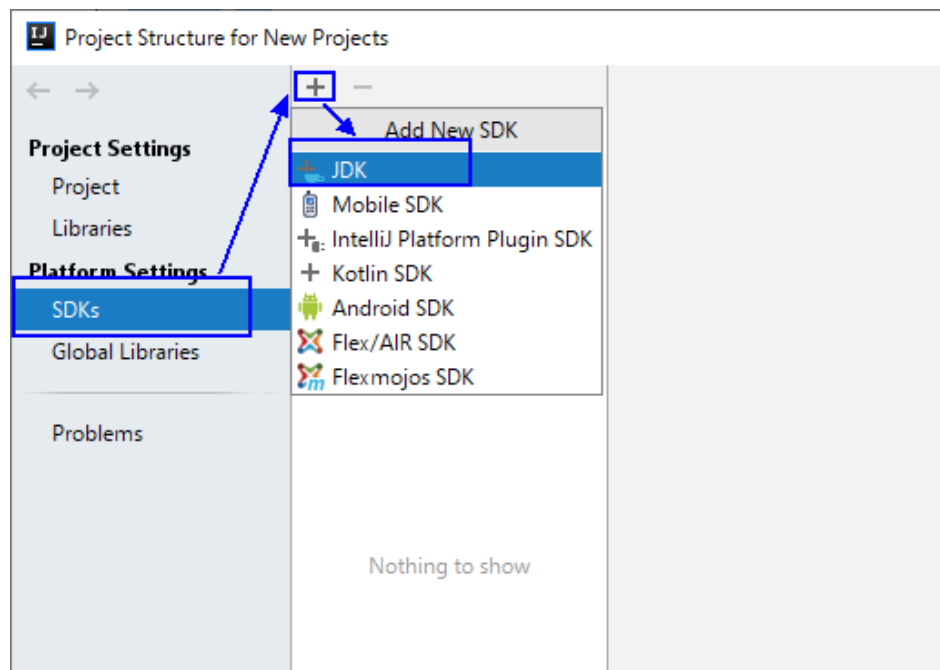 IJ
Project Structure for New Projects
Project Settings
Project
Libraries
Platform Settings
SDKs
Global Libraries
Problems
Add New SDK
JDK
Mobile SDK
IntelliJ Platform Plugin SDK
Kotlin SDK
Android SDK
Flex/AIR SDK
Flexmojos SDK
Nothing to show